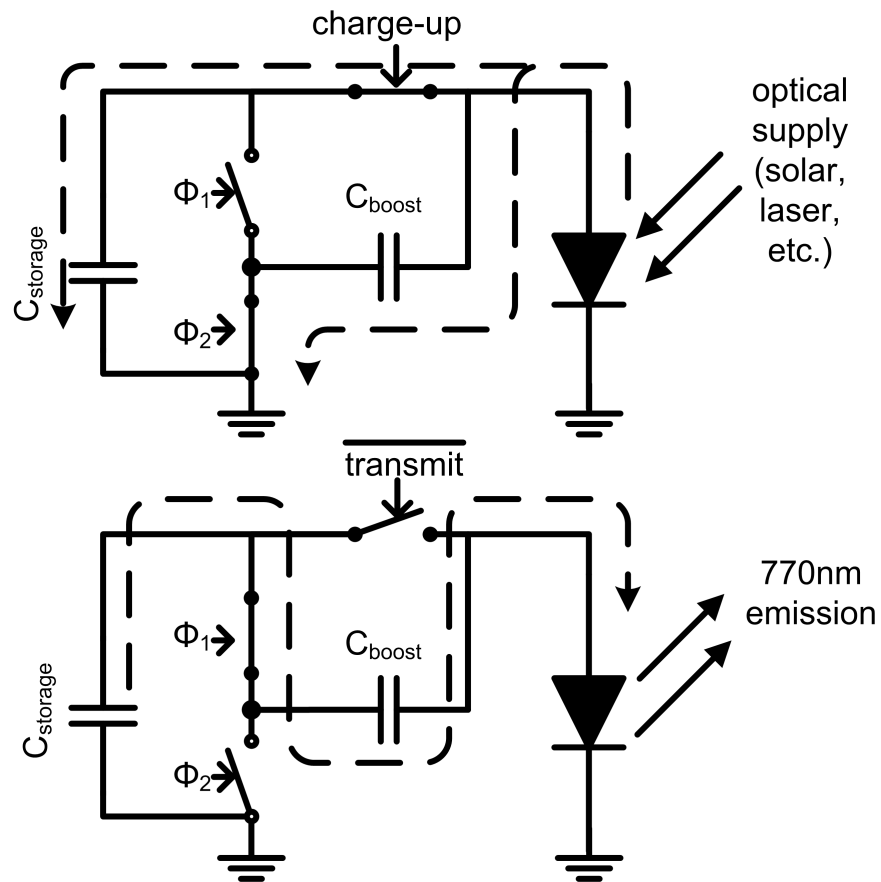 charge-up
optical
supply
(solar,
laser,
etc.)
Φ1
Cboost
Cstorage
Φ2
transmit
770nm
emission
Φ1
Cboost
Cstorage
Φ2